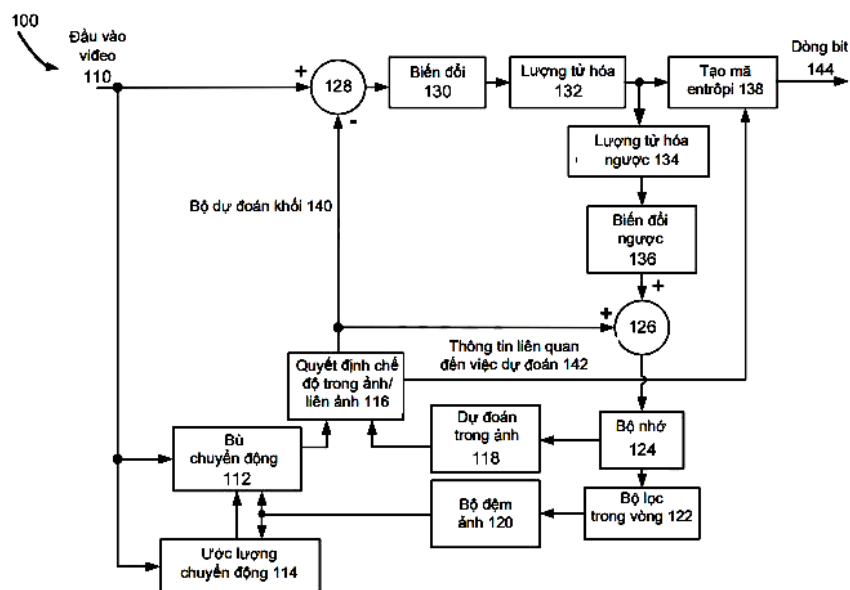 100
Đầu vào
video
110
+
128
-
Biến đổi
130
Lượng tử hóa
132
Tạo mã
entrôpi 138
Dòng bit
144
Lượng tử hóa
ngược 134
Bộ dự đoán khối 140
Biến đổi
ngược
136
+
+
126
Thông tin liên quan
đến việc dự đoán 142
Quyết định chế
độ trong ảnh/
liên ảnh 116
Bù
chuyển động
112
Dự đoán
trong ảnh
118
Bộ nhớ
124
Bộ đệm
ảnh 120
Bộ lọc
trong vòng 122
Ước lượng
chuyển động 114